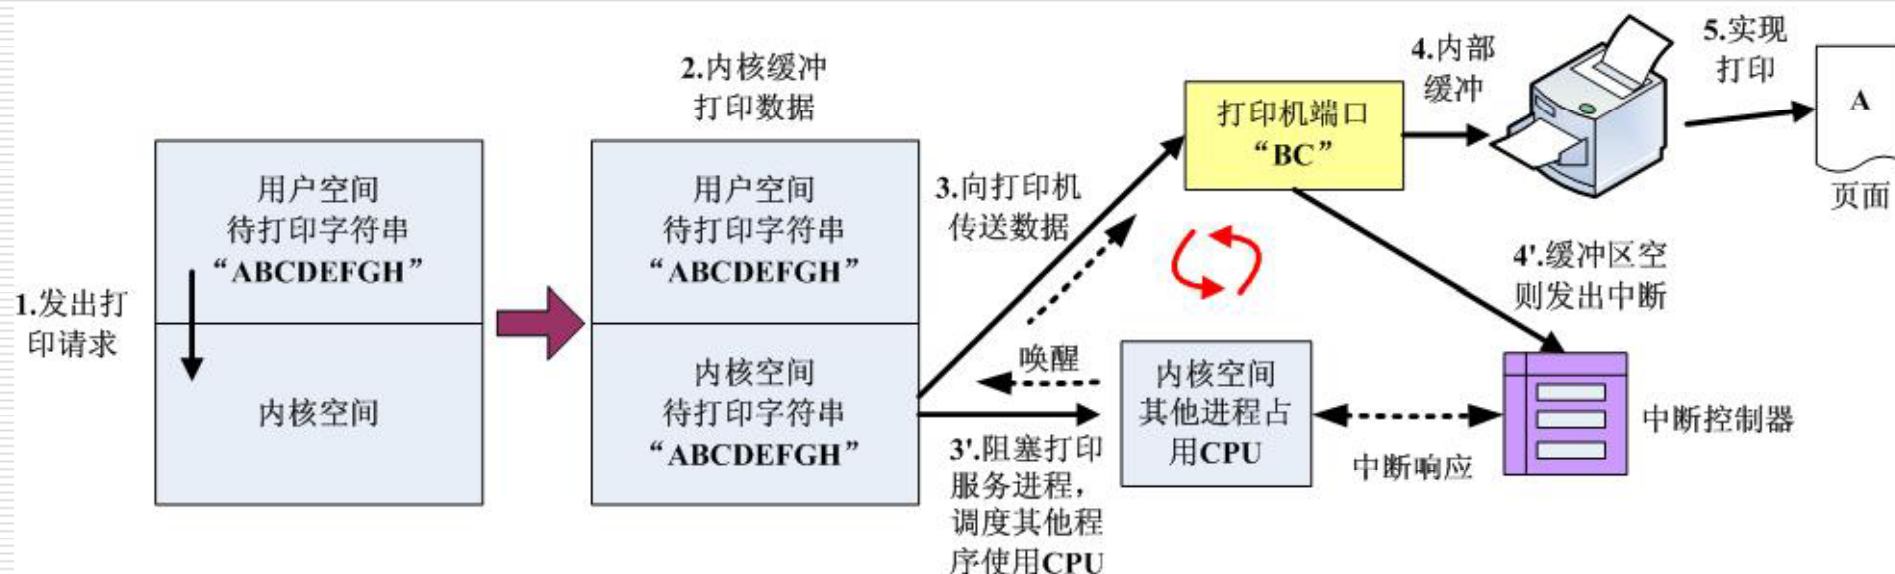 1.发出打
印请求
用户空间
待打印字符串
“ABCDEFGH”
内核空间
2.内核缓冲
打印数据
用户空间
待打印字符串
“ABCDEFGH”
内核空间
待打印字符串
“ABCDEFGH”
3.向打印机
传送数据
唤醒
3'.阻塞打印
服务进程，
调度其他程
序使用CPU
打印机端口
“BC”
内核空间
其他进程占
用CPU
4.内部
缓冲
4'.缓冲区空
则发出中断
中断响应
中断控制器
5.实现
打印
A
页面